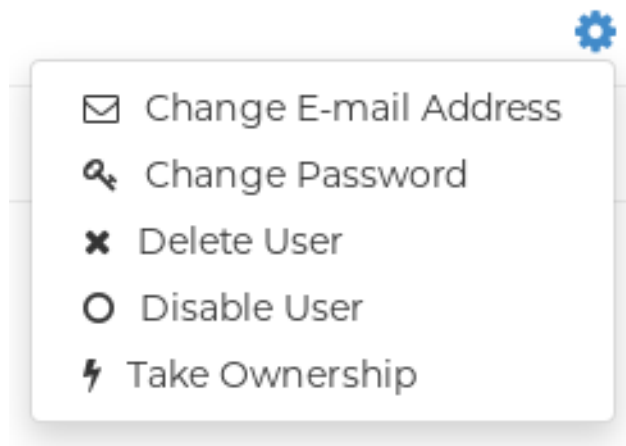 Change E-mail Address
Change Password
Delete User
Disable User
Take Ownership